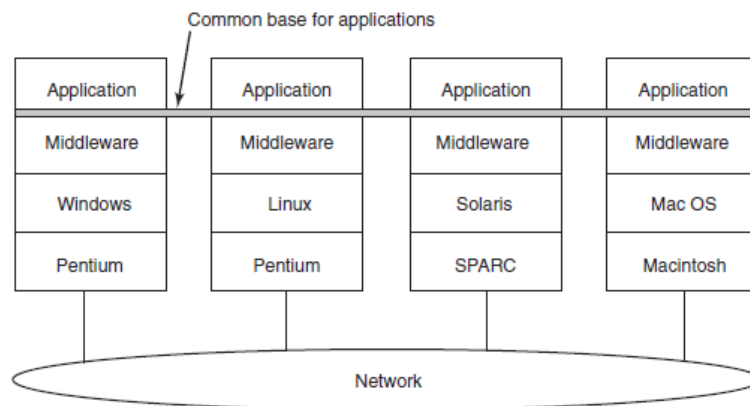 Common base for applications
Application Application Application Application
Middleware Middleware Middleware Middleware
Windows Linux Solaris Mac OS
Pentium Pentium SPARC Macintosh
Network